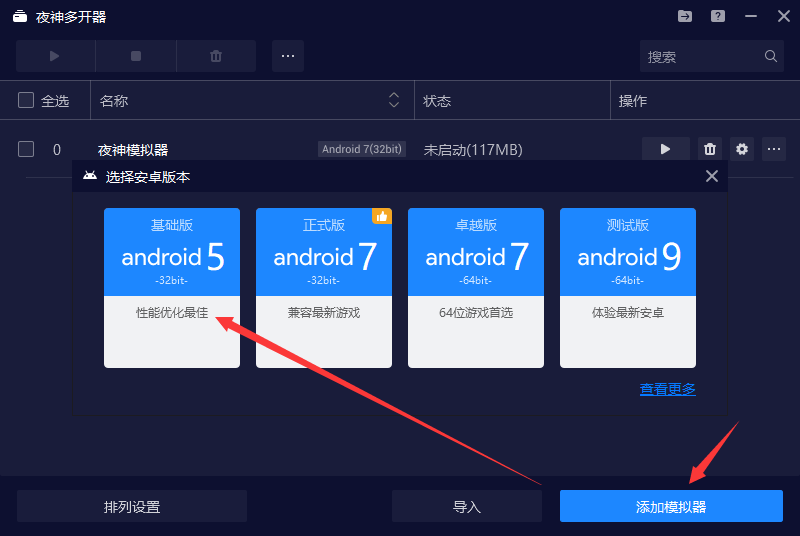 夜神多开器
搜索
全选 名称 状态 操作
0 夜神模拟器 Android 7(32bit) 未启动(117MB)
选择安卓版本
基础版
android 5
-32bit-
性能优化最佳
正式版
android 7
-32bit-
兼容最新游戏
卓越版
android 7
-64bit-
64位游戏首选
测试版
android 9
-64bit-
体验最新安卓
查看更多
排列设置 导入 添加模拟器